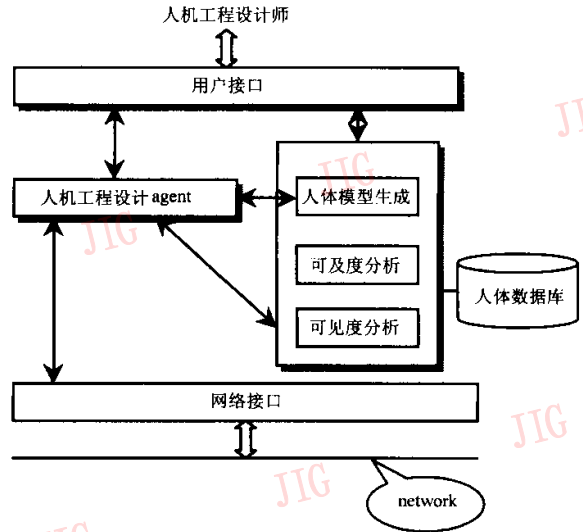 人机工程设计师
用户接口
人机工程设计 agent
人体模型生成
可及度分析
可见度分析
人体数据库
网络接口
network
JIG
JIG
JIG
JIG
JIG
JIG